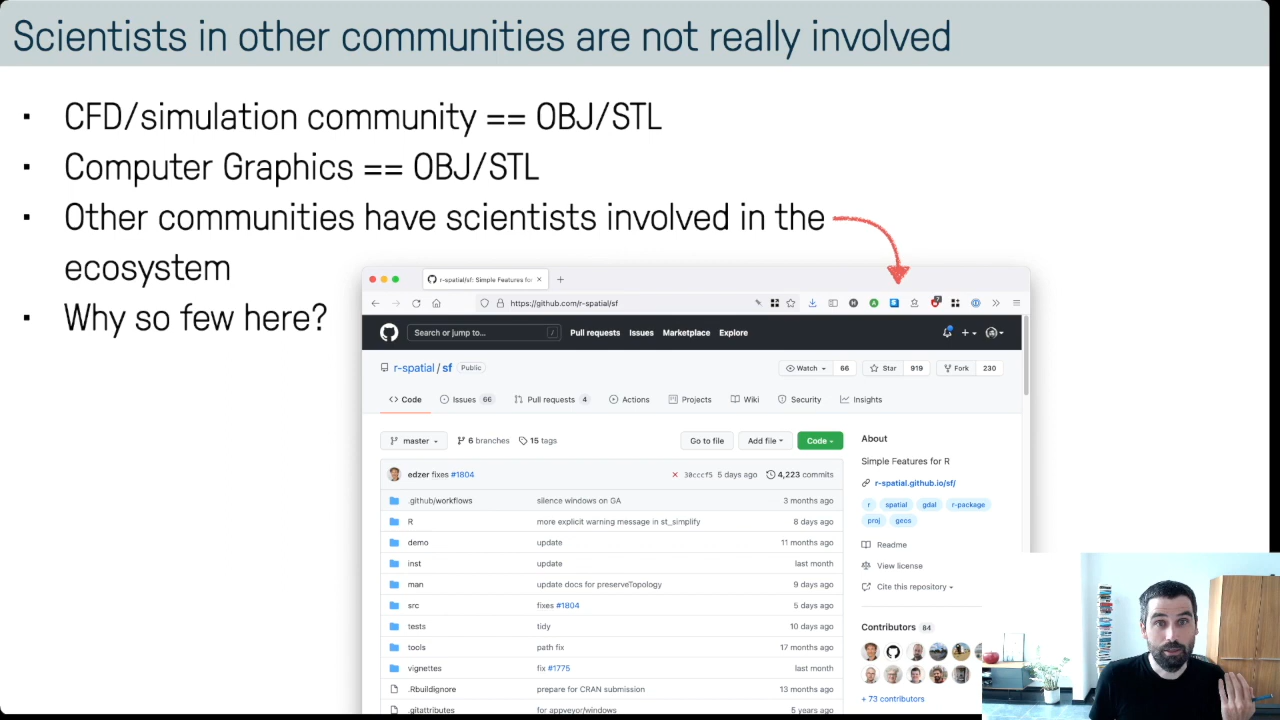 Scientists in other communities are not really involved
▪ CFD/simulation community == OBJ/STL
▪ Computer Graphics == OBJ/STL
▪ Other communities have scientists involved in the
ecosystem
▪ Why so few here?
r-spatial/sf: Simple Features for
https://github.com/r-spatial/sf
Search or jump to... /
Pull requests Issues Marketplace Explore
r-spatial / sf Public
Watch 66 Star 919 Fork 230
Code Issues 66 Pull requests 4 Actions Projects Wiki Security Insights
master 6 branches 15 tags Go to file Add file Code
About
Simple Features for R
r-spatial.github.io/sf/
r spatial gdal r-package
proj geos
Readme
View license
Cite this repository
Contributors 84
+ 73 contributors
edzer fixes #1804 30cccf5 5 days ago 4,223 commits
.github/workflows silence windows on GA 3 months ago
R more explicit warning message in st_simplify 8 days ago
demo update 11 months ago
inst update last month
man update docs for preserveTopology 9 days ago
src fixes #1804 5 days ago
tests tidy 10 days ago
tools path fix 17 months ago
vignettes fix #1775 last month
.Rbuildignore prepare for CRAN submission 13 months ago
.gitattributes for appveyor/windows 5 years ago